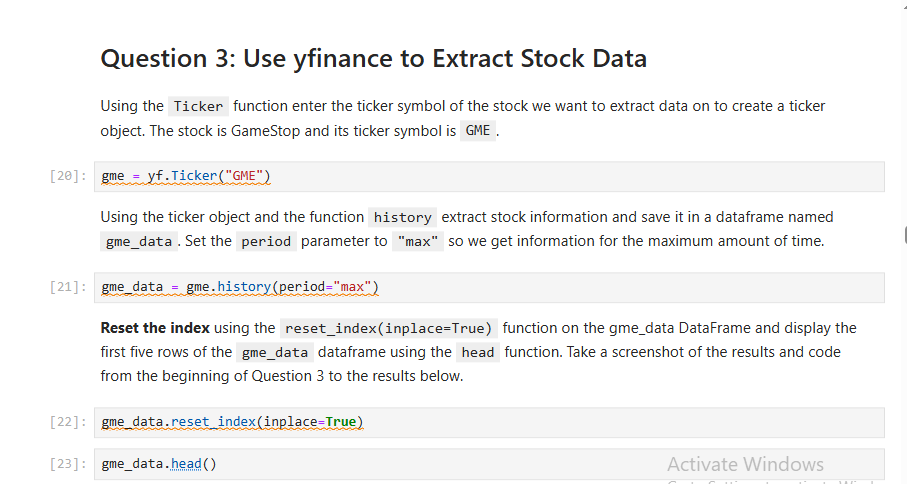 Question 3: Use yfinance to Extract Stock Data
Using the Ticker function enter the ticker symbol of the stock we want to extract data on to create a ticker
object. The stock is GameStop and its ticker symbol is GME .
[20]: gme = yf.Ticker("GME")
Using the ticker object and the function history extract stock information and save it in a dataframe named
gme_data . Set the period parameter to "max" so we get information for the maximum amount of time.
[21]: gme_data = gme.history(period="max")
Reset the index using the reset_index(inplace=True) function on the gme_data DataFrame and display the
first five rows of the gme_data dataframe using the head function. Take a screenshot of the results and code
from the beginning of Question 3 to the results below.
[22]: gme_data.reset_index(inplace=True)
[23]: gme_data.head()
Activate Windows